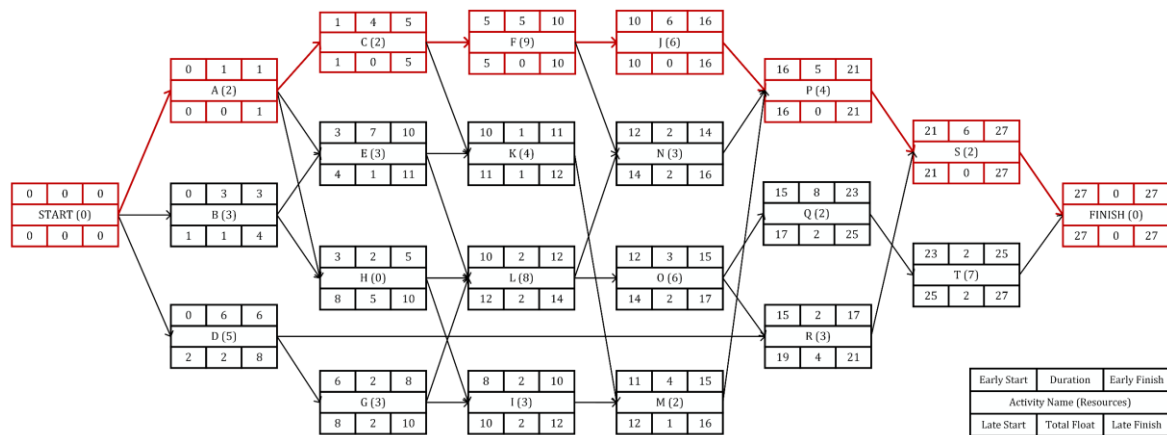 1 4 5
C (2)
1 0 5
5 5 10
F (9)
5 0 10
10 6 16
J (6)
10 0 16
0 1 1
A (2)
0 0 1
16 5 21
P (4)
16 0 21
3 7 10
E (3)
4 1 11
10 1 11
K (4)
11 1 12
12 2 14
N (3)
14 2 16
21 6 27
S (2)
21 0 27
0 0 0
START (0)
0 0 0
0 3 3
B (3)
1 1 4
15 8 23
Q (2)
17 2 25
27 0 27
FINISH (0)
27 0 27
3 2 5
H (0)
8 5 10
10 2 12
L (8)
12 2 14
12 3 15
O (6)
14 2 17
23 2 25
T (7)
25 2 27
0 6 6
D (5)
2 2 8
15 2 17
R (3)
19 4 21
6 2 8
G (3)
8 2 10
8 2 10
I (3)
10 2 12
11 4 15
M (2)
12 1 16
Early Start Duration Early Finish
Activity Name (Resources)
Late Start Total Float Late Finish